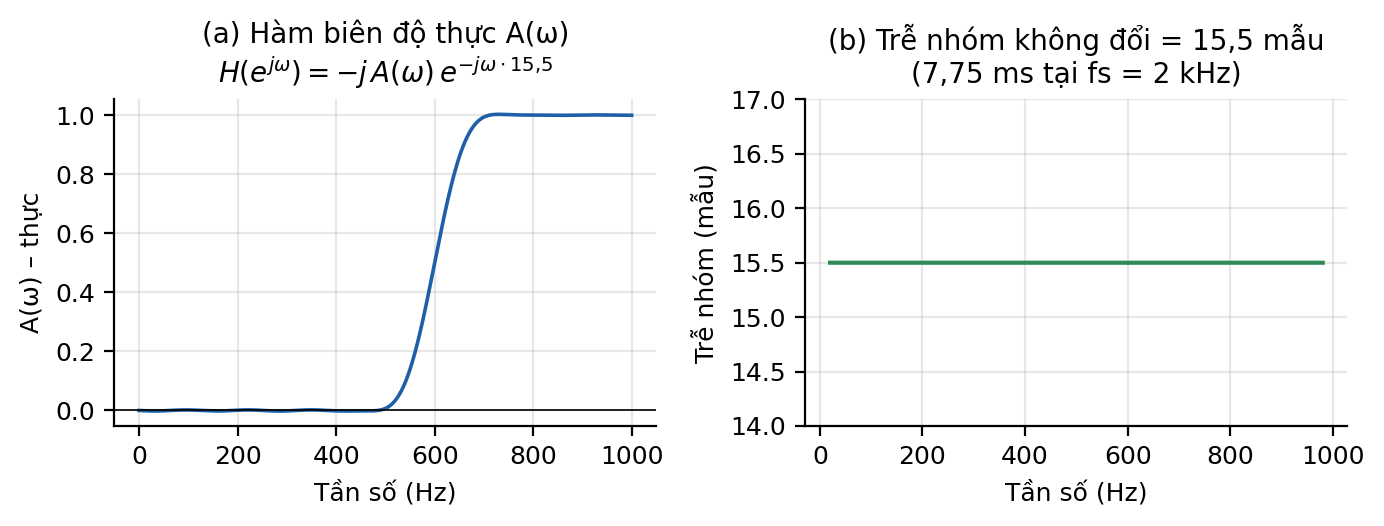 (a) Hàm biên độ thực A(ω)
H(e^{jω}) = −j A(ω) e^{−jω·15,5}
1.0
0.8
0.6
0.4
0.2
0.0
A(ω) – thực
0 200 400 600 800 1000
Tần số (Hz)
(b) Trễ nhóm không đổi = 15,5 mẫu
(7,75 ms tại fs = 2 kHz)
17.0
16.5
16.0
15.5
15.0
14.5
14.0
Trễ nhóm (mẫu)
0 200 400 600 800 1000
Tần số (Hz)